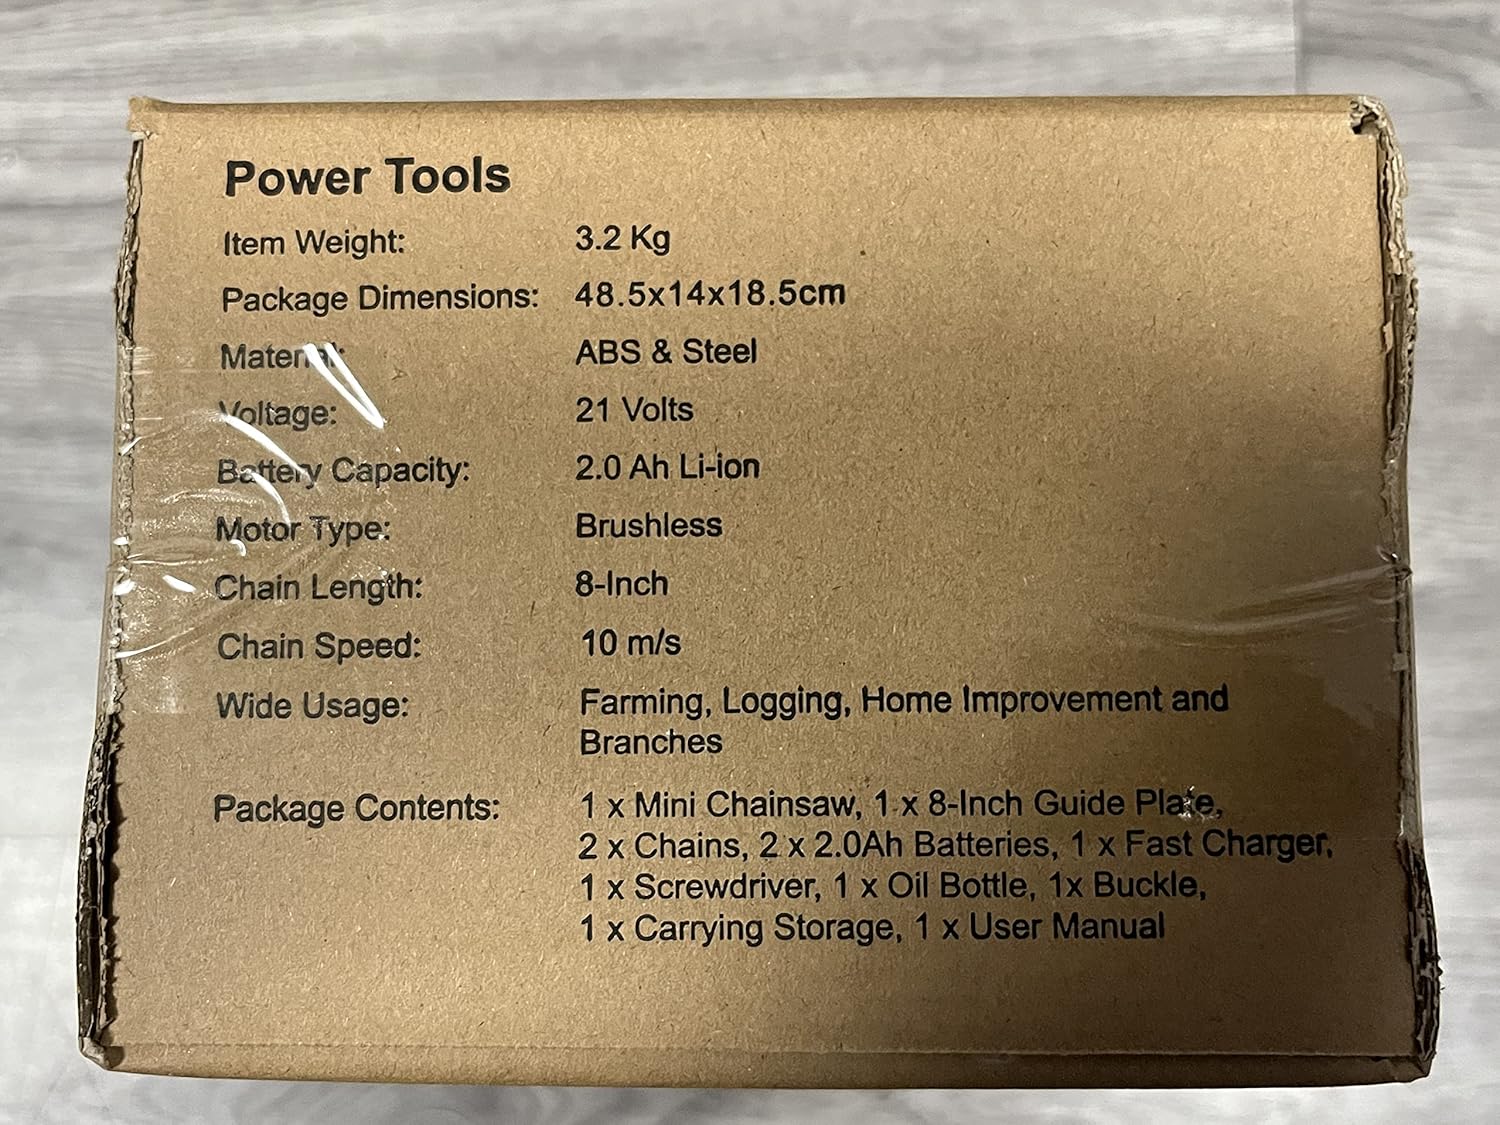 Power Tools
Item Weight: 3.2 Kg
Package Dimensions: 48.5x14x18.5cm
Material: ABS & Steel
Voltage: 21 Volts
Battery Capacity: 2.0 Ah Li-ion
Motor Type: Brushless
Chain Length: 8-Inch
Chain Speed: 10 m/s
Wide Usage: Farming, Logging, Home Improvement and
Branches
Package Contents: 1 x Mini Chainsaw, 1 x 8-Inch Guide Plate,
2 x Chains, 2 x 2.0Ah Batteries, 1 x Fast Charger,
1 x Screwdriver, 1 x Oil Bottle, 1x Buckle,
1 x Carrying Storage, 1 x User Manual